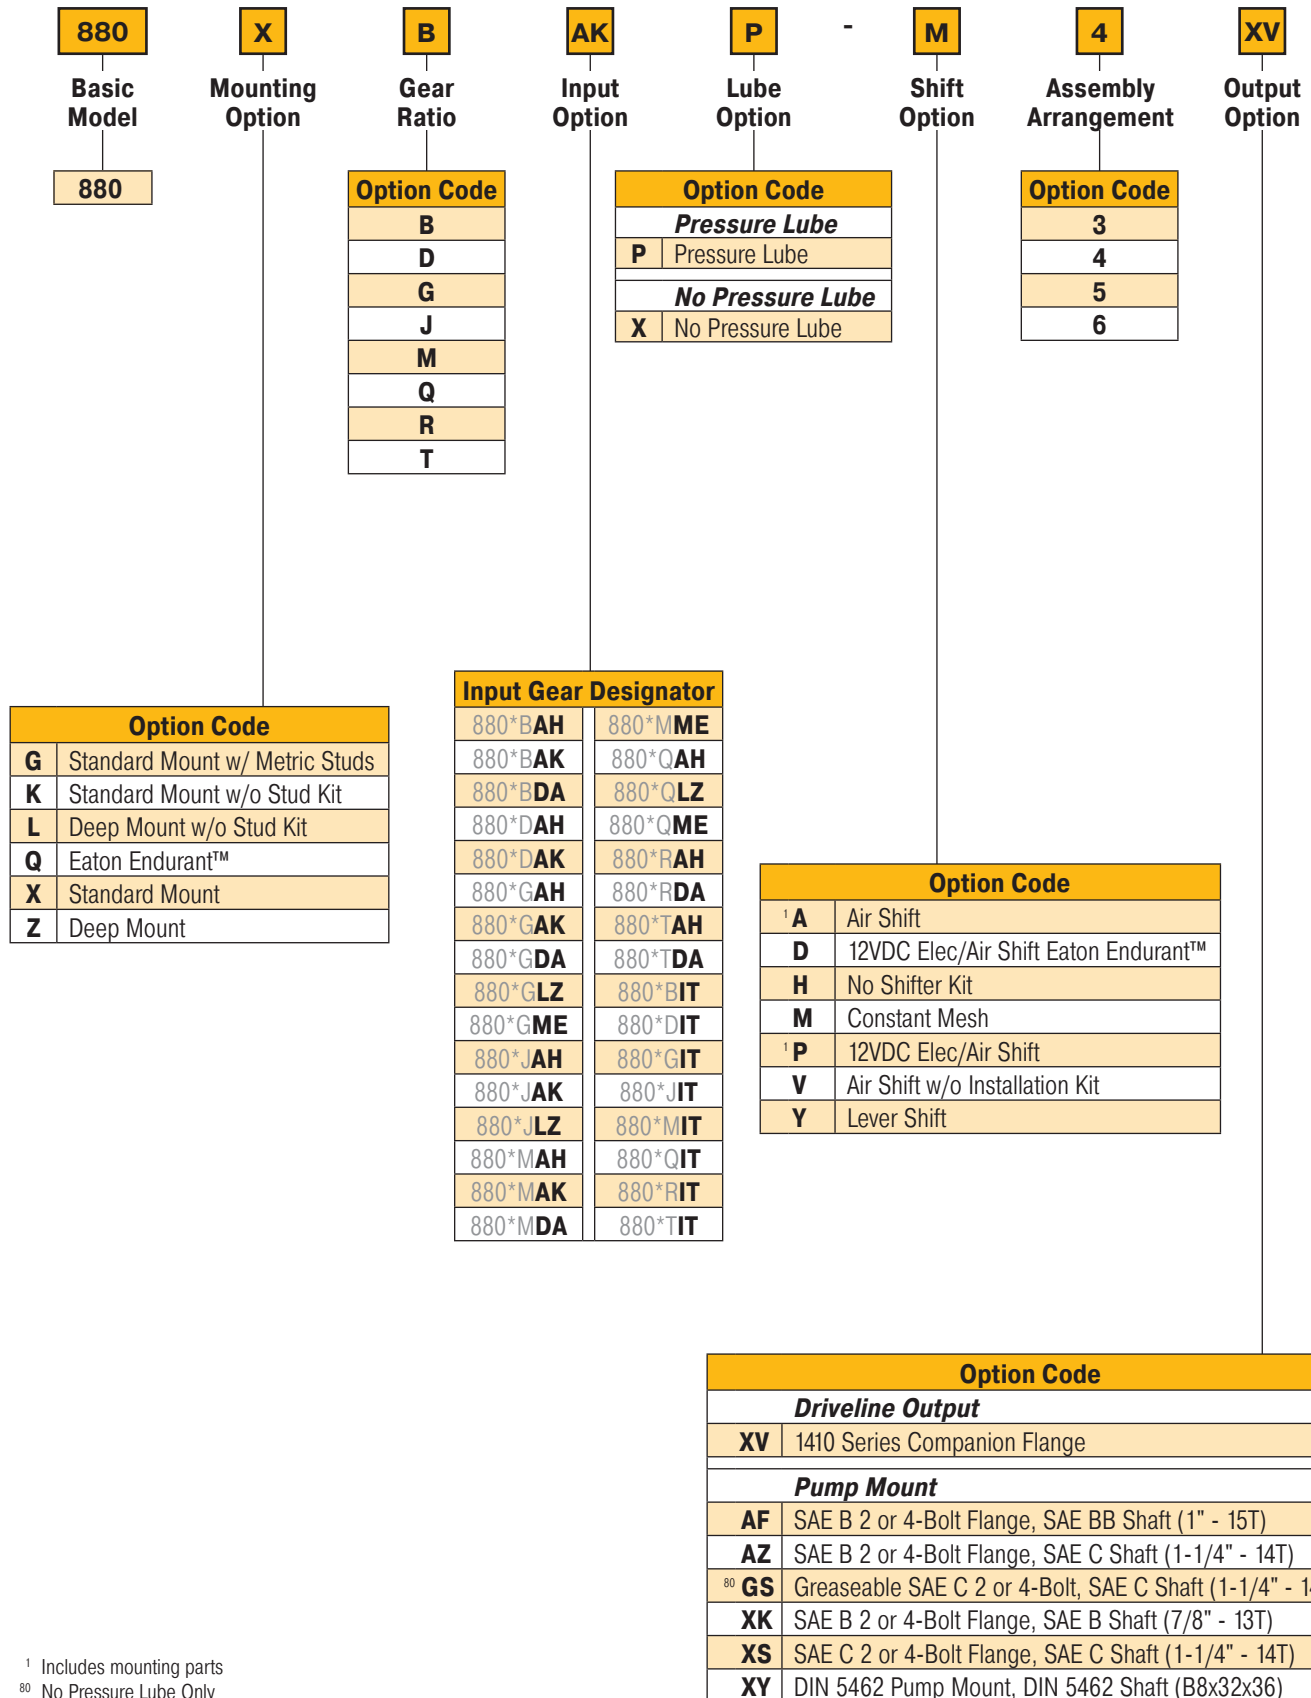 880 X B AK P - M 4 XV
Basic Model
Mounting Option
Gear Ratio
Input Option
Lube Option
Shift Option
Assembly Arrangement
Output Option
880
Option Code
B
D
G
J
M
Q
R
T
Option Code
Pressure Lube
P Pressure Lube
No Pressure Lube
X No Pressure Lube
Option Code
3
4
5
6
Option Code
G Standard Mount w/ Metric Studs
K Standard Mount w/o Stud Kit
L Deep Mount w/o Stud Kit
Q Eaton Endurant™
X Standard Mount
Z Deep Mount
Input Gear Designator
880*BAH 880*MME
880*BAK 880*QAH
880*BDA 880*QLZ
880*DAH 880*QME
880*DAK 880*RAH
880*GAH 880*RDA
880*GAK 880*TAH
880*GDA 880*TDA
880*GLZ 880*BIT
880*GME 880*DIT
880*JAH 880*GIT
880*JAK 880*JIT
880*JLZ 880*MIT
880*MAH 880*QIT
880*MAK 880*RIT
880*MDA 880*TIT
Option Code
1 A Air Shift
D 12VDC Elec/Air Shift Eaton Endurant™
H No Shifter Kit
M Constant Mesh
1 P 12VDC Elec/Air Shift
V Air Shift w/o Installation Kit
Y Lever Shift
Option Code
Driveline Output
XV 1410 Series Companion Flange
Pump Mount
AF SAE B 2 or 4-Bolt Flange, SAE BB Shaft (1" - 15T)
AZ SAE B 2 or 4-Bolt Flange, SAE C Shaft (1-1/4" - 14T)
80 GS Greaseable SAE C 2 or 4-Bolt, SAE C Shaft (1-1/4" -
XK SAE B 2 or 4-Bolt Flange, SAE B Shaft (7/8" - 13T)
XS SAE C 2 or 4-Bolt Flange, SAE C Shaft (1-1/4" - 14T)
XY DIN 5462 Pump Mount, DIN 5462 Shaft (B8x32x36)
1 Includes mounting parts
80 No Pressure Lube Only